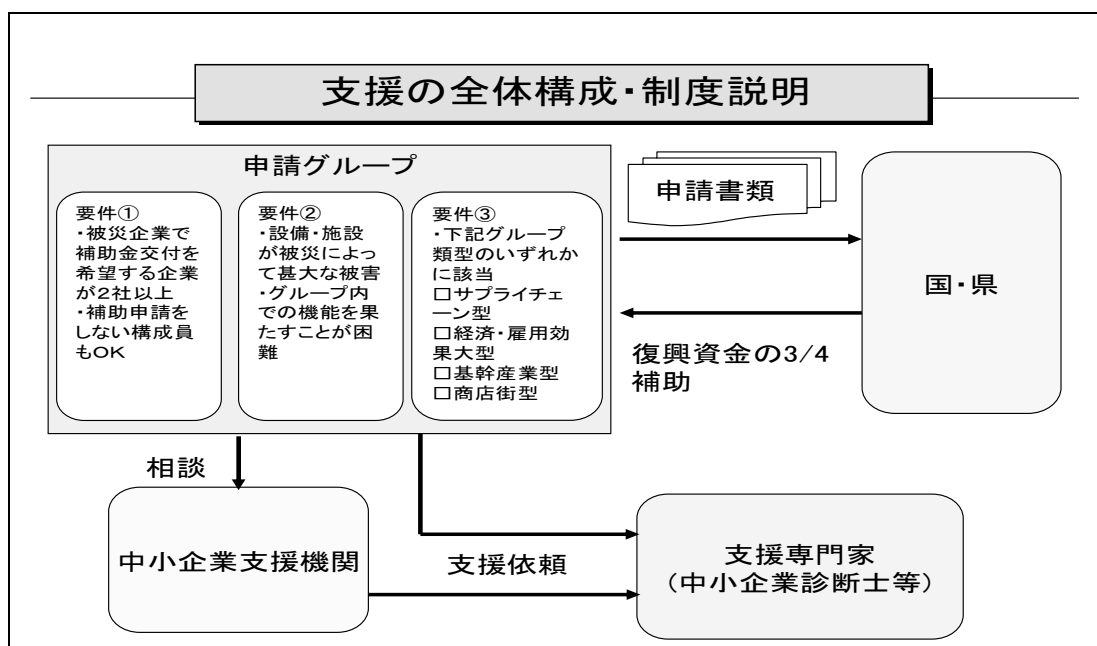 支援の全体構成・制度説明
申請グループ
要件①
・被災企業で
補助金交付を
希望する企業
が２社以上
・補助申請を
しない構成員
もOK
要件②
・設備・施設
が被災によっ
て甚大な被害
・グループ内
での機能を果
たすことが困
難
要件③
・下記グループ
類型のいずれか
に該当
□サプライチェ
ーン型
□経済・雇用効
果大型
□基幹産業型
□商店街型
申請書類
国・県
復興資金の3/4
補助
相談
中小企業支援機関
支援依頼
支援専門家
（中小企業診断士等）